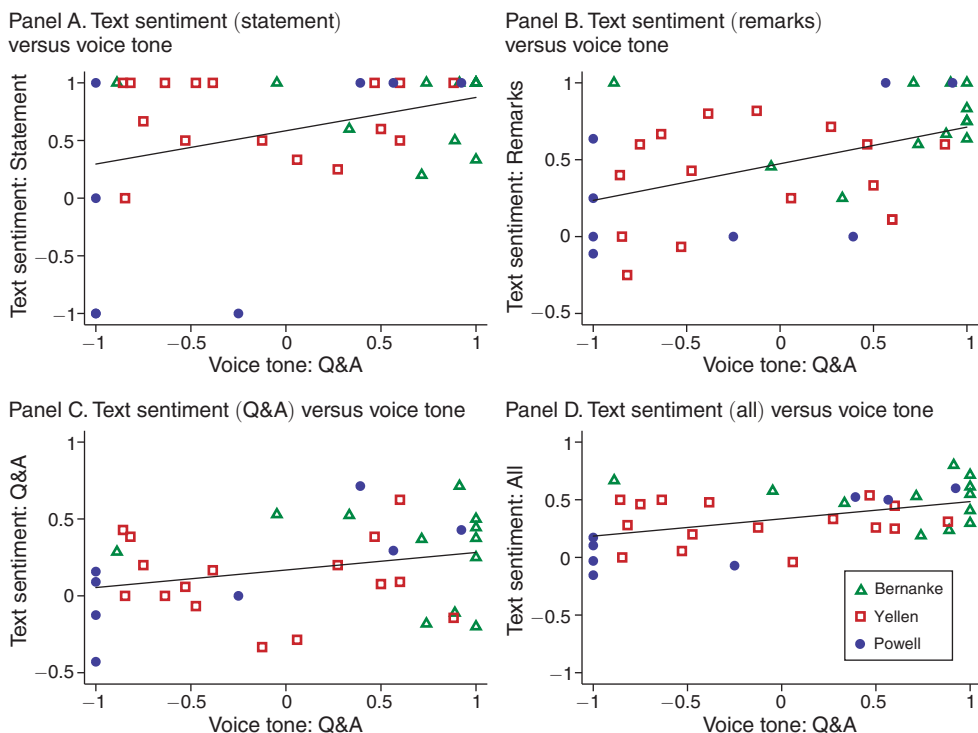 Panel A. Text sentiment (statement)
versus voice tone
Text sentiment: Statement
1
0.5
0
−0.5
−1
−1
−0.5
0
0.5
1
Voice tone: Q&A
Panel B. Text sentiment (remarks)
versus voice tone
Text sentiment: Remarks
1
0.5
0
−0.5
−1
−0.5
0
0.5
1
Voice tone: Q&A
Panel C. Text sentiment (Q&A) versus voice tone
Text sentiment: Q&A
1
0.5
0
−0.5
−1
−0.5
0
0.5
1
Voice tone: Q&A
Panel D. Text sentiment (all) versus voice tone
Text sentiment: All
1
0.5
0
−0.5
−1
Bernanke
Yellen
Powell
−1
−0.5
0
0.5
1
Voice tone: Q&A